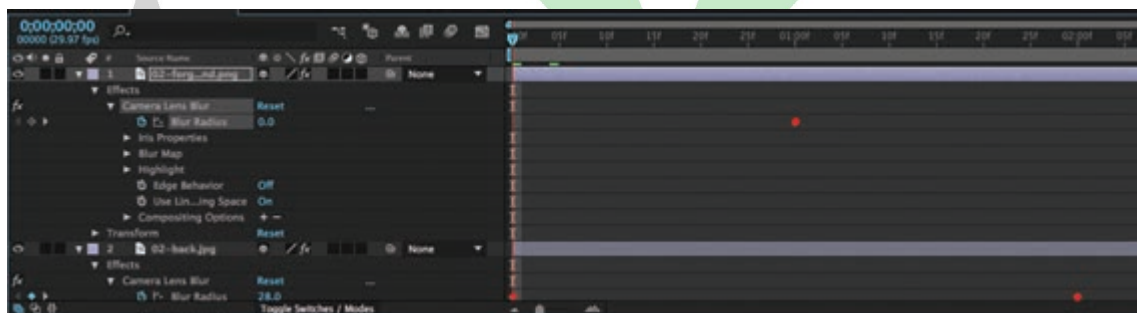 0;00;00;00
00000 (29.97 fps)
05f 10f 15f 20f 25f 01:00f 05f 10f 15f 20f 25f 02:00f 05f
# Source Name Parent
1 02-forg...nd.png None
Effects
fx Camera Lens Blur Reset ...
Blur Radius 0.0
Iris Properties
Blur Map
Highlight
Edge Behavior Off
Use Lin...ing Space On
Compositing Options + −
Transform Reset
2 02-back.jpg None
Effects
fx Camera Lens Blur Reset ...
Blur Radius 28.0
Toggle Switches / Modes